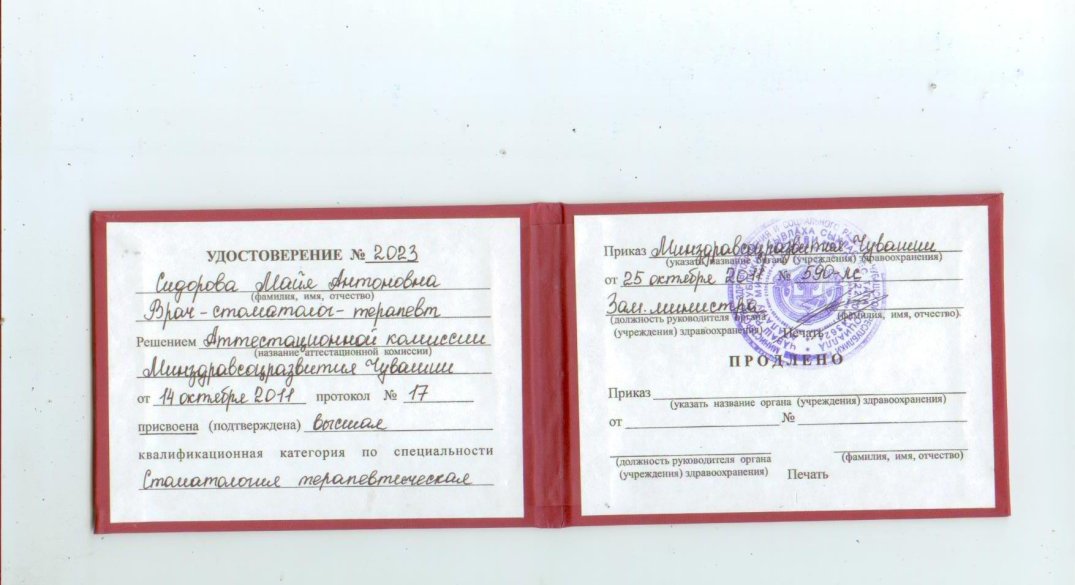 УДОСТОВЕРЕНИЕ № 2023
Сидорова Майя Антоновна
(фамилия, имя, отчество)
Врач-стоматолог-терапевт
Решением Аттестационной комиссии
(название аттестационной комиссии)
Минздравсоцразвития Чувашии
от 14 октября 2011 протокол № 17
присвоена (подтверждена) высшая
квалификационная категория по специальности
Стоматология терапевтическая
Приказ Минздравсоцразвития Чувашии
(указать название органа (учреждения) здравоохранения)
от 25 октября 2011 № 590-лс
Зам. министра
(должность руководителя органа (фамилия, имя, отчество)
(учреждения) здравоохранения) Печать
ПРОДЛЕНО
Приказ
(указать название органа (учреждения) здравоохранения)
от №
(должность руководителя органа (фамилия, имя, отчество)
(учреждения) здравоохранения) Печать